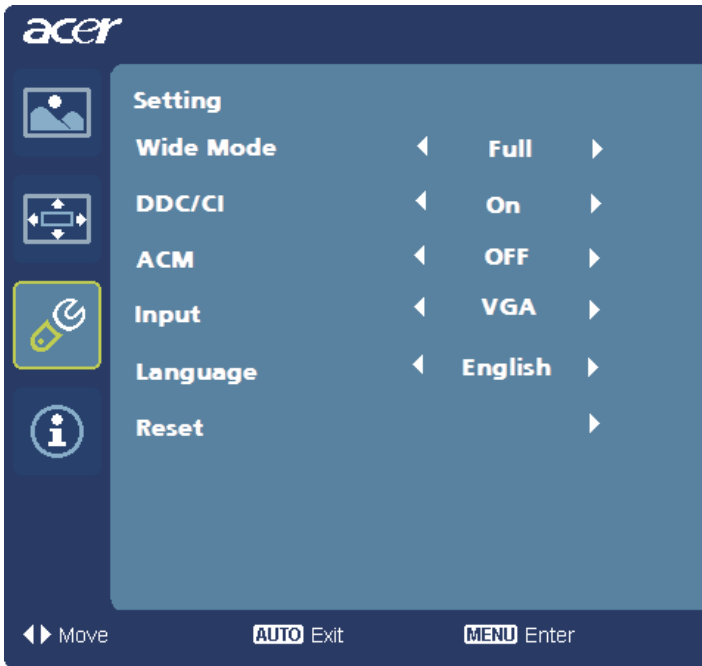 acer
Setting
Wide Mode Full
DDC/CI On
ACM OFF
Input VGA
Language English
Reset
Move AUTO Exit MENU Enter